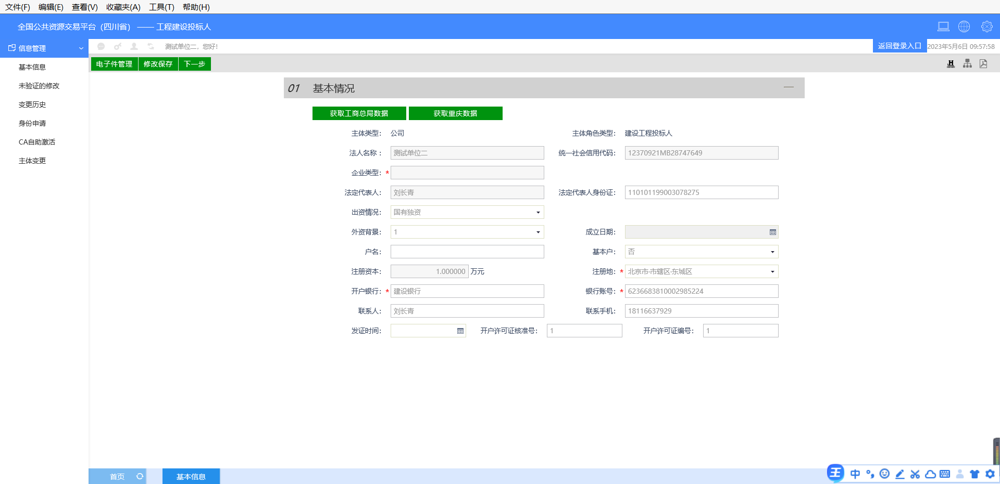 文件(F) 编辑(E) 查看(V) 收藏夹(A) 工具(T) 帮助(H)
全国公共资源交易平台（四川省） —— 工程建设投标人
信息管理
测试单位二，您好！ 返回登录入口 2023年5月6日 09:57:58
电子件管理 修改保存 下一步
基本信息
未验证的修改
变更历史
身份申请
CA自助激活
主体变更
01 基本情况
获取工商总局数据 获取重庆数据
主体类型： 公司 主体角色类型： 建设工程投标人
法人名称： 测试单位二 统一社会信用代码： 12370921MB28747649
企业类型： *
法定代表人： 刘长青 法定代表人身份证： 110101199003078275
出资情况： 国有独资
外资背景： 1 成立日期：
户名： 基本户： 否
注册资本： 1.000000 万元 注册地： * 北京市·市辖区·东城区
开户银行： * 建设银行 银行账号： * 6236683810002985224
联系人： 刘长青 联系手机： 18116637929
发证时间： 开户许可证核准号： 1 开户许可证编号： 1
首页 基本信息
王 中